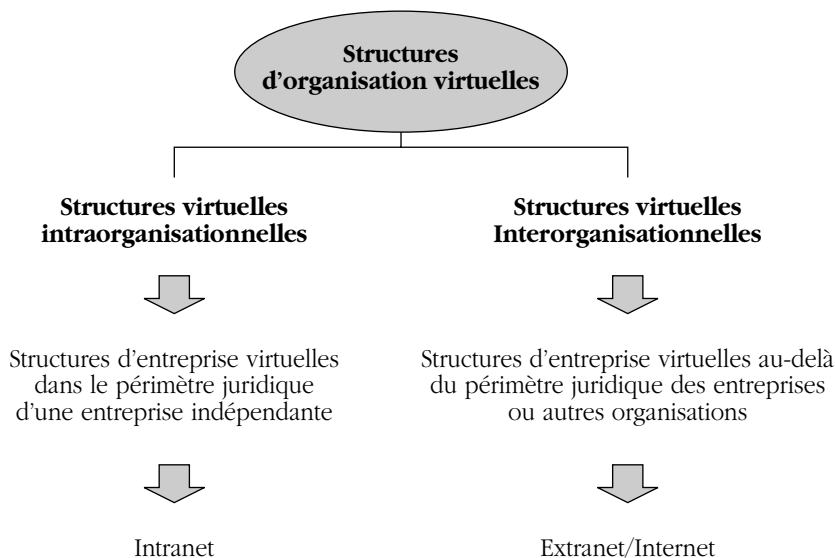 Structures
d'organisation virtuelles
Structures virtuelles
intraorganisationnelles
Structures virtuelles
Interorganisationnelles
Structures d'entreprise virtuelles
dans le périmètre juridique
d'une entreprise indépendante
Structures d'entreprise virtuelles au-delà
du périmètre juridique des entreprises
ou autres organisations
Intranet
Extranet/Internet